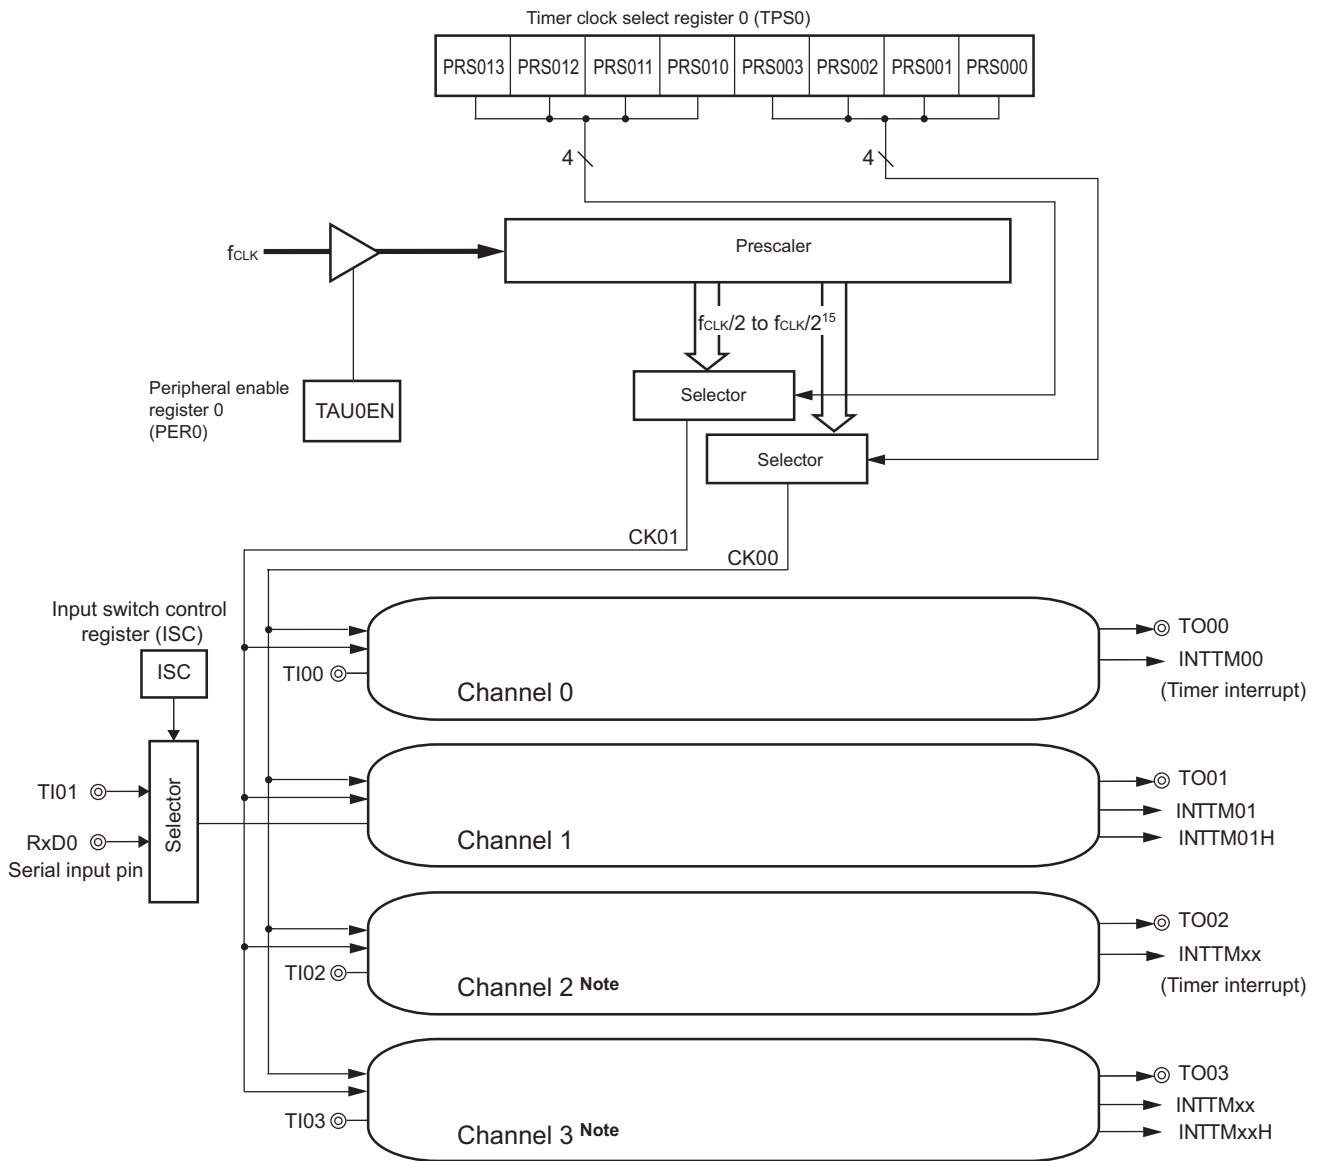 Timer clock select register 0 (TPS0)
PRS013 PRS012 PRS011 PRS010 PRS003 PRS002 PRS001 PRS000
4 4
fCLK
Prescaler
fCLK/2 to fCLK/2¹⁵
Peripheral enable
register 0
(PER0)
TAU0EN
Selector
Selector
CK01
CK00
Input switch control
register (ISC)
ISC
TI00
Channel 0
TO00
INTTM00
(Timer interrupt)
TI01
RxD0
Serial input pin
Selector
Channel 1
TO01
INTTM01
INTTM01H
TI02
Channel 2 Note
TO02
INTTMxx
(Timer interrupt)
TI03
Channel 3 Note
TO03
INTTMxx
INTTMxxH